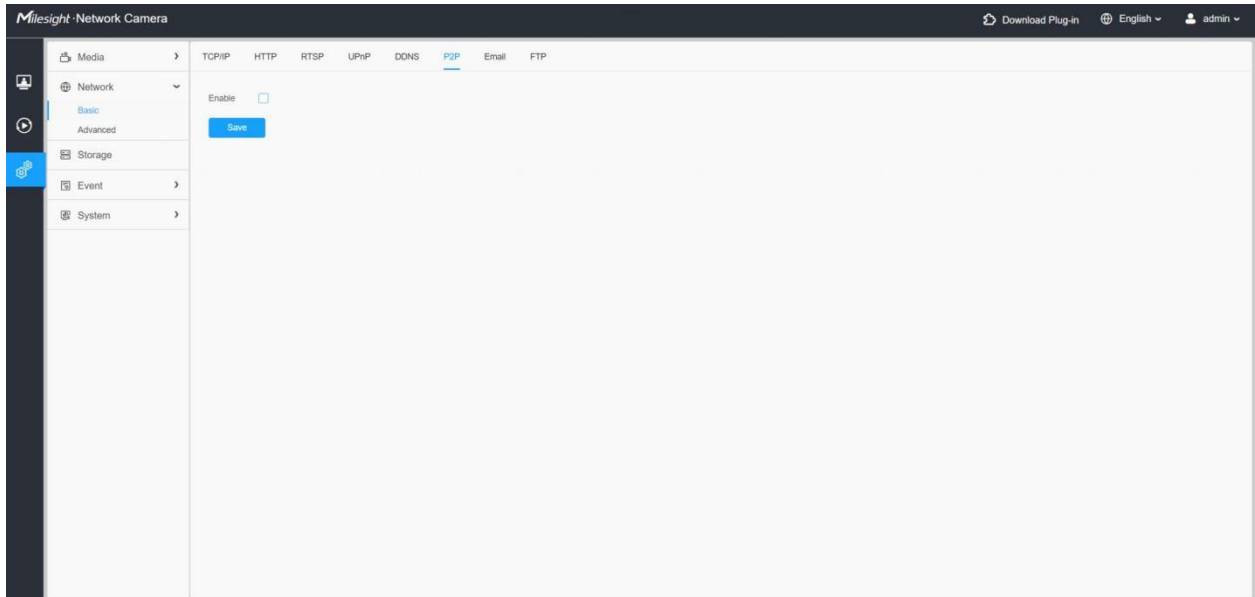 Milesight · Network Camera Download Plug-in English admin
Media
Network
Basic
Advanced
Storage
Event
System
TCP/IP HTTP RTSP UPnP DDNS P2P Email FTP
Enable
Save